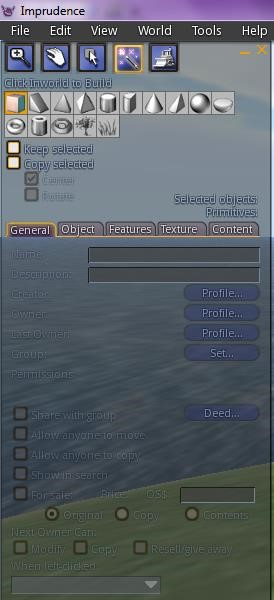 Imprudence
File Edit View World Tools Help
Click Inworld to Build
Keep selected
Copy selected
Center
Rotate
Selected objects:
Primitives:
General Object Features Texture Content
Name:
Description:
Creator: Profile...
Owner: Profile...
Last Owner: Profile...
Group: Set...
Permissions:
Share with group Deed...
Allow anyone to move
Allow anyone to copy
Show in search
For sale: Price: OS$
Original Copy Contents
Next Owner Can:
Modify Copy Resell/give away
When left-clicked: